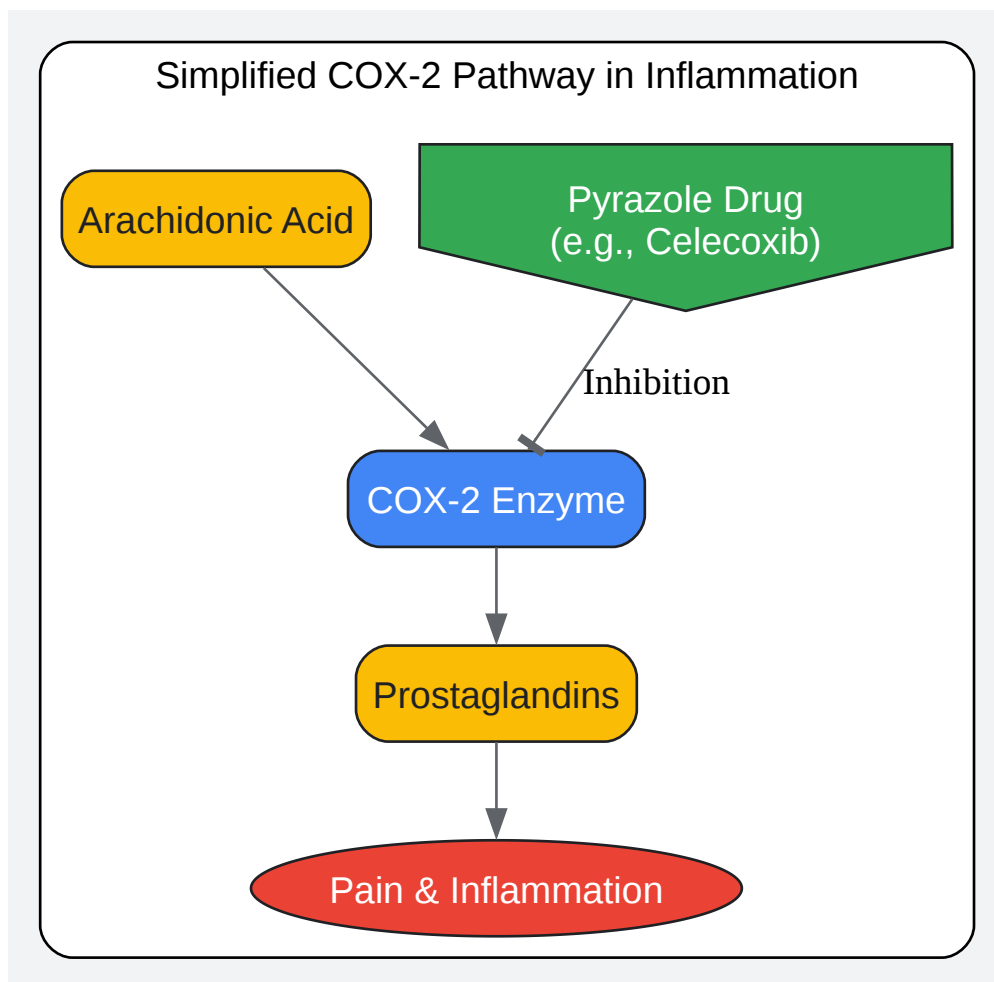 Simplified COX-2 Pathway in Inflammation
Arachidonic Acid
Pyrazole Drug
(e.g., Celecoxib)
Inhibition
COX-2 Enzyme
Prostaglandins
Pain & Inflammation